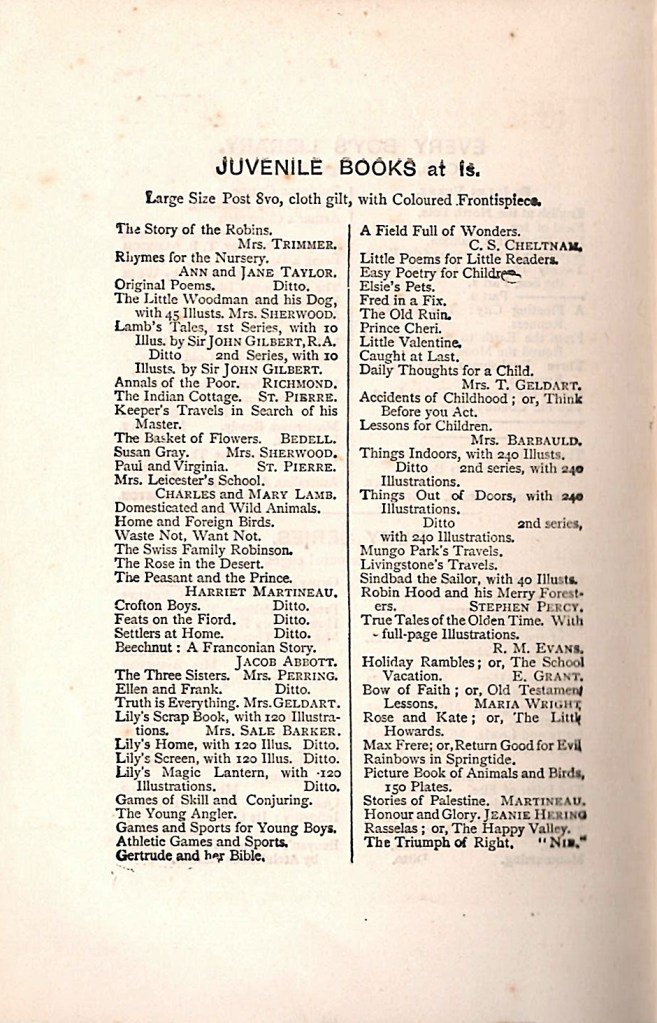 JUVENILE BOOKS at 1s.
Large Size Post 8vo, cloth gilt, with Coloured Frontispiece.
The Story of the Robins.
Mrs. TRIMMER.
Rhymes for the Nursery.
ANN and JANE TAYLOR.
Original Poems. Ditto.
The Little Woodman and his Dog,
with 45 Illusts. Mrs. SHERWOOD.
Lamb's Tales, 1st Series, with 10
Illus. by Sir JOHN GILBERT, R.A.
Ditto 2nd Series, with 10
Illusts. by Sir JOHN GILBERT.
Annals of the Poor. RICHMOND.
The Indian Cottage. ST. PIERRE.
Keeper's Travels in Search of his
Master.
The Basket of Flowers. BEDELL.
Susan Gray. Mrs. SHERWOOD.
Paul and Virginia. ST. PIERRE.
Mrs. Leicester's School.
CHARLES and MARY LAMB.
Domesticated and Wild Animals.
Home and Foreign Birds.
Waste Not, Want Not.
The Swiss Family Robinson.
The Rose in the Desert.
The Peasant and the Prince.
HARRIET MARTINEAU.
Crofton Boys. Ditto.
Feats on the Fiord. Ditto.
Settlers at Home. Ditto.
Beechnut: A Franconian Story.
JACOB ABBOTT.
The Three Sisters. Mrs. PERRING.
Ellen and Frank. Ditto.
Truth is Everything. Mrs. GELDART.
Lily's Scrap Book, with 120 Illustra-
tions. Mrs. SALE BARKER.
Lily's Home, with 120 Illus. Ditto.
Lily's Screen, with 120 Illus. Ditto.
Lily's Magic Lantern, with 120
Illustrations. Ditto.
Games of Skill and Conjuring.
The Young Angler.
Games and Sports for Young Boys.
Athletic Games and Sports.
Gertrude and her Bible.
A Field Full of Wonders.
C. S. CHELTNAM.
Little Poems for Little Readers.
Easy Poetry for Children.
Elsie's Pets.
Fred in a Fix.
The Old Ruin.
Prince Cheri.
Little Valentine.
Caught at Last.
Daily Thoughts for a Child.
Mrs. T. GELDART.
Accidents of Childhood; or, Think
Before you Act.
Lessons for Children.
Mrs. BARBAULD.
Things Indoors, with 240 Illusts.
Ditto 2nd series, with 240
Illustrations.
Things Out of Doors, with 240
Illustrations.
Ditto 2nd series,
with 240 Illustrations.
Mungo Park's Travels.
Livingstone's Travels.
Sindbad the Sailor, with 40 Illusts.
Robin Hood and his Merry Forest-
ers. STEPHEN PERCY.
True Tales of the Olden Time. With
full-page Illustrations.
R. M. EVANS.
Holiday Rambles; or, The School
Vacation. E. GRANT.
Bow of Faith; or, Old Testament
Lessons. MARIA WRIGHT.
Rose and Kate; or, The Little
Howards.
Max Frere; or, Return Good for Evil
Rainbows in Springtide.
Picture Book of Animals and Birds,
150 Plates.
Stories of Palestine. MARTINEAU.
Honour and Glory. JEANIE HERING
Rasselas; or, The Happy Valley.
The Triumph of Right. "NIB."